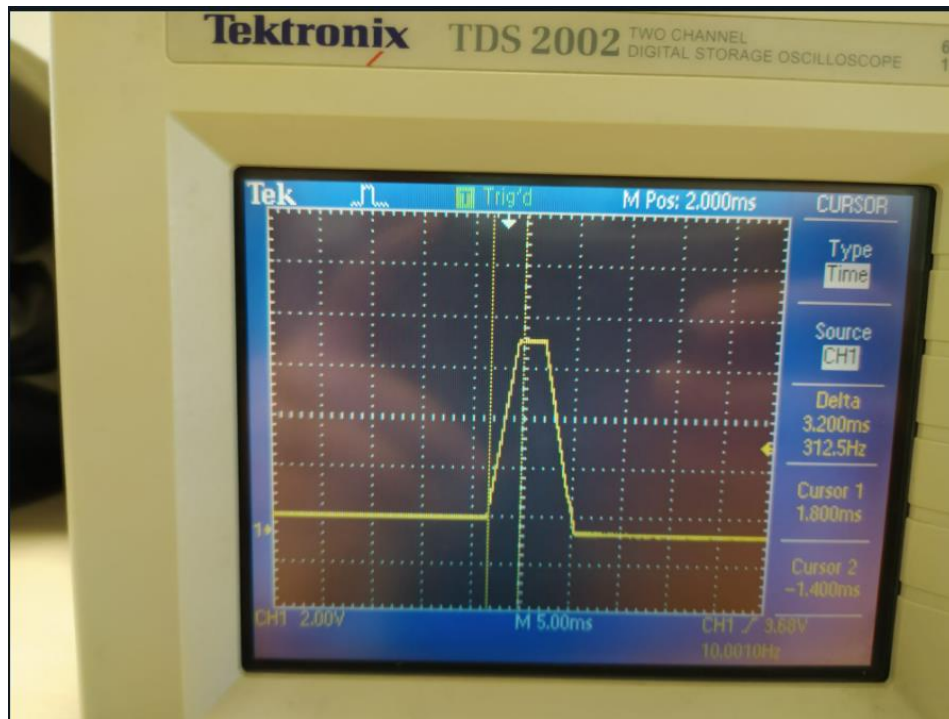 Tektronix TDS 2002 TWO CHANNEL
DIGITAL STORAGE OSCILLOSCOPE
Tek T Trig'd M Pos: 2.000ms CURSOR
Type
Time
Source
CH1
Delta
3.200ms
312.5Hz
Cursor 1
1.800ms
1
Cursor 2
-1.400ms
CH1 2.00V M 5.00ms CH1 3.68V
10.0010Hz